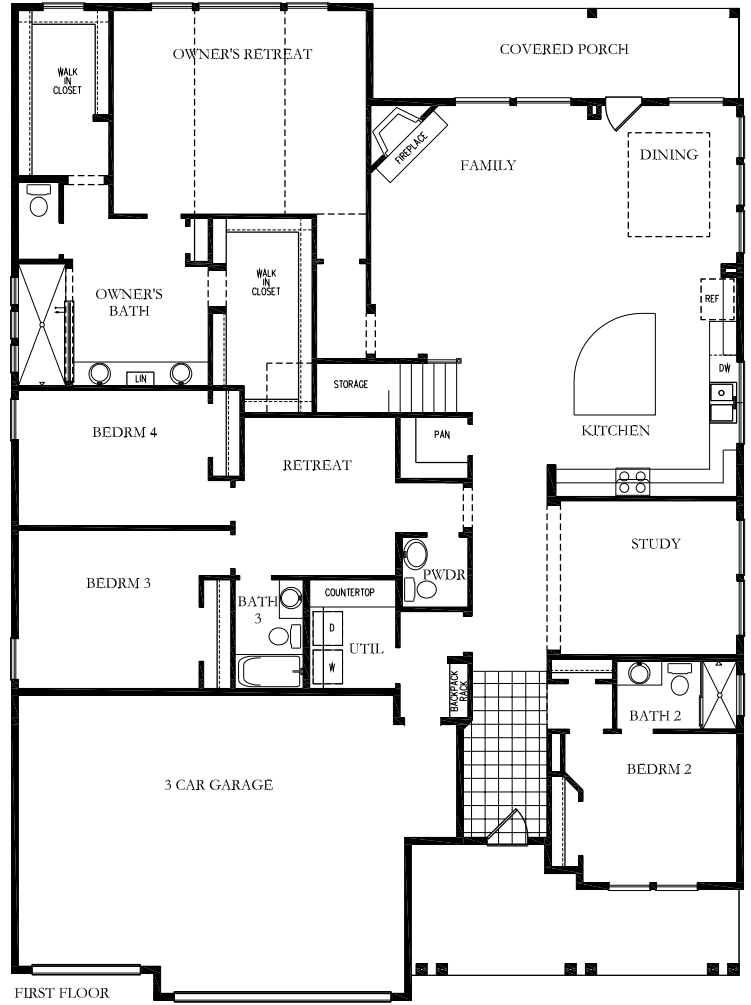 OWNER'S RETREAT
COVERED PORCH
WALK
IN
CLOSET
FIREPLACE
FAMILY
DINING
WALK
IN
CLOSET
OWNER'S
BATH
REF
DW
LIN
STORAGE
BEDRM 4
PAN
KITCHEN
RETREAT
STUDY
BEDRM 3
PWDR
COUNTERTOP
BATH
3
D
UTIL
W
BACKPACK
RACK
BATH 2
BEDRM 2
3 CAR GARAGE
FIRST FLOOR